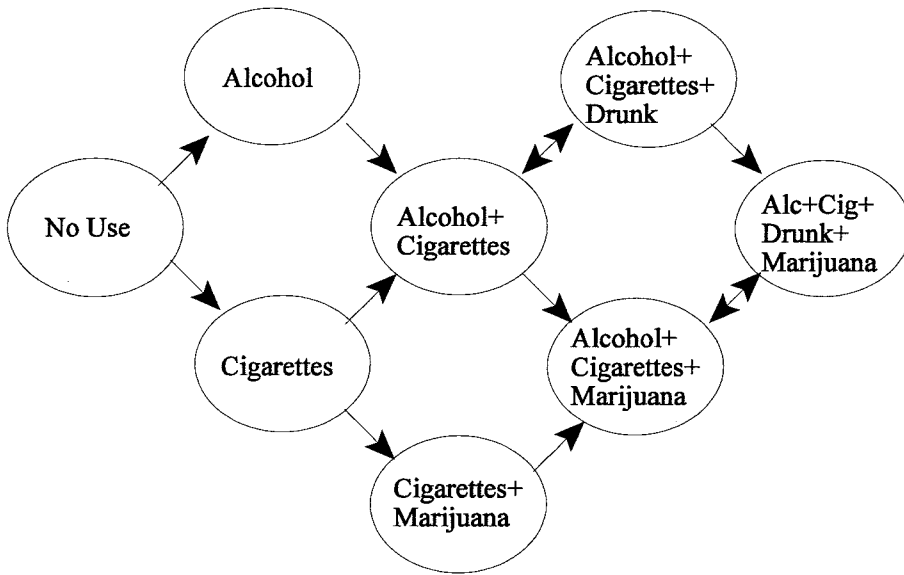 Alcohol
Alcohol+
Cigarettes+
Drunk
No Use
Alcohol+
Cigarettes
Alc+Cig+
Drunk+
Marijuana
Cigarettes
Alcohol+
Cigarettes+
Marijuana
Cigarettes+
Marijuana